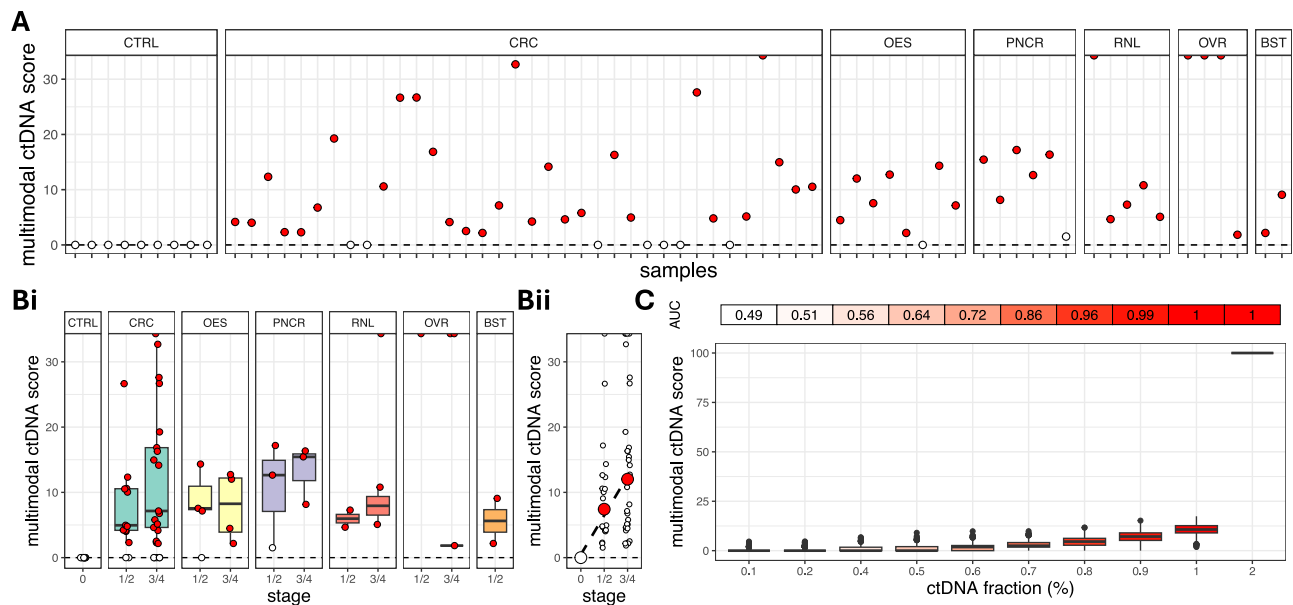 A
CTRL CRC OES PNCR RNL OVR BST
multimodal ctDNA score
30
20
10
0
samples
Bi
CTRL CRC OES PNCR RNL OVR BST
multimodal ctDNA score
30
20
10
0
0 1/2 3/4 1/2 3/4 1/2 3/4 1/2 3/4 1/2 3/4 1/2
stage
Bii
multimodal ctDNA score
30
20
10
0
0 1/2 3/4
stage
C
AUC 0.49 0.51 0.56 0.64 0.72 0.86 0.96 0.99 1 1
multimodal ctDNA score
100
75
50
25
0
0.1 0.2 0.4 0.5 0.6 0.7 0.8 0.9 1 2
ctDNA fraction (%)